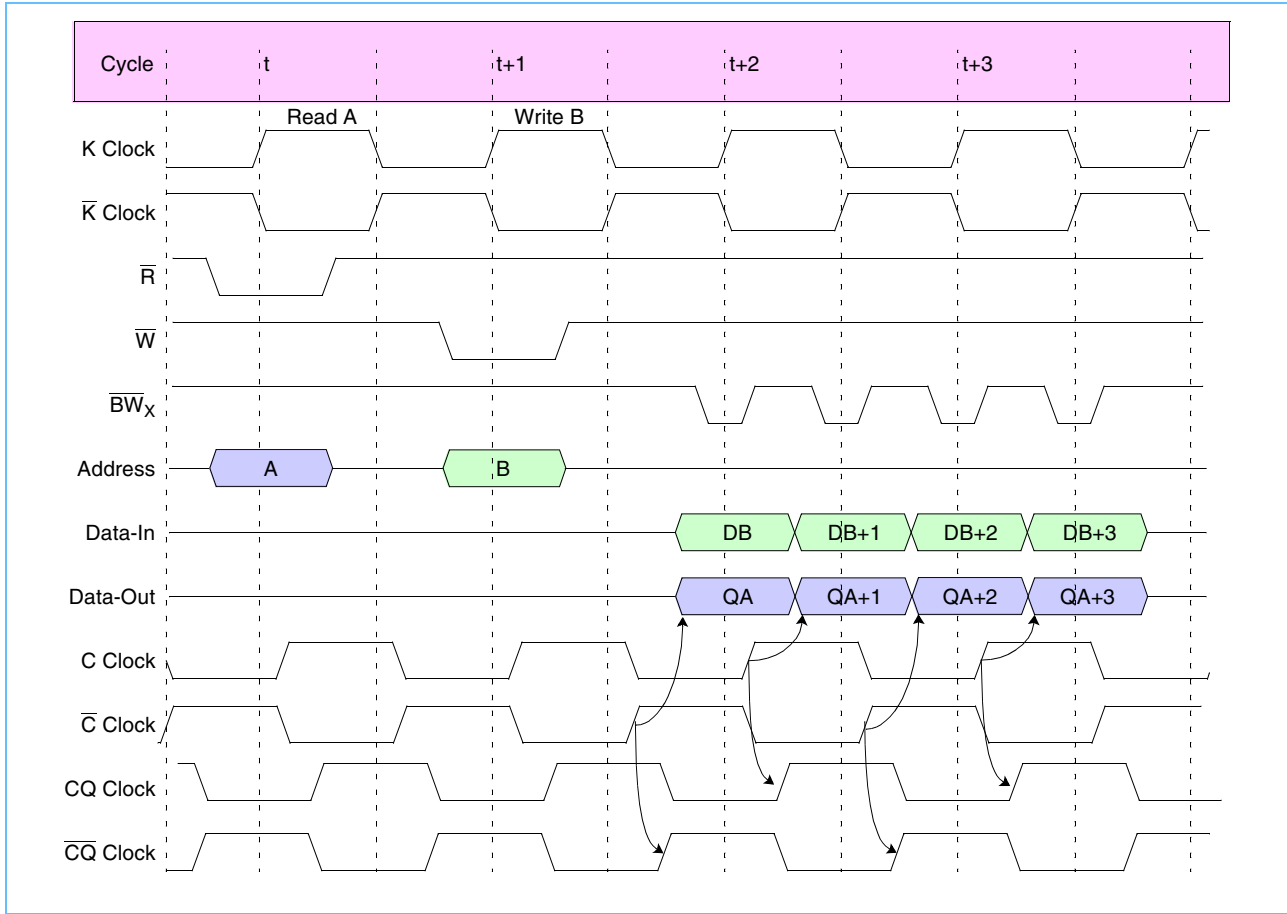 Cycle t t+1 t+2 t+3
Read A Write B
K Clock
K̅ Clock
R̅
W̅
B̅W̅ₓ
Address A B
Data-In DB DB+1 DB+2 DB+3
Data-Out QA QA+1 QA+2 QA+3
C Clock
C̅ Clock
CQ Clock
C̅Q̅ Clock